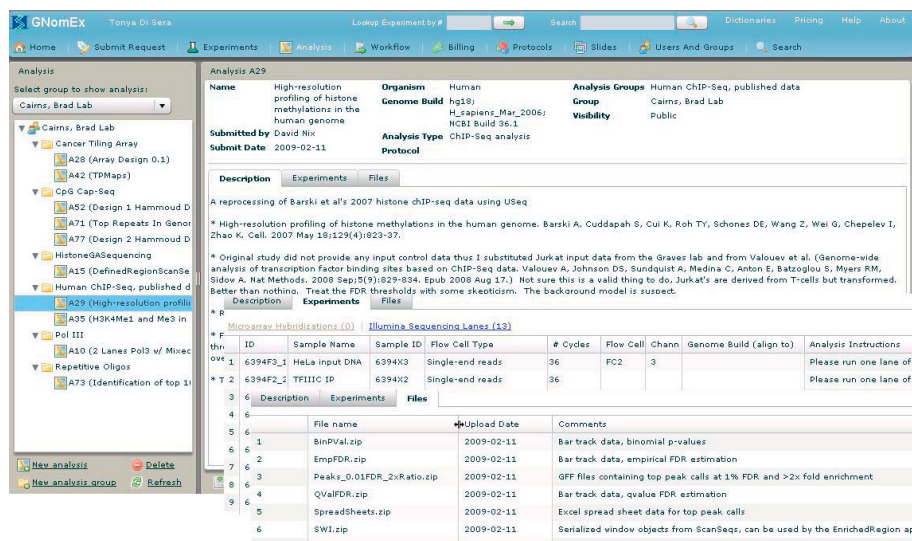 GNomEx Tonya Di Sera Lookup Experiment by # Search Dictionaries Pricing Help About
Home Submit Request Experiments Analysis Workflow Billing Protocols Slides Users And Groups Search
Analysis
Select group to show analysis:
Cairns, Brad Lab
Cairns, Brad Lab
Cancer Tiling Array
A28 (Array Design 0.1)
A42 (TPMaps)
CpG Cap-Seq
A52 (Design 1 Hammoud D
A71 (Top Repeats In Genor
A77 (Design 2 Hammoud D
HistoneGASequencing
A15 (DefinedRegionScanSe
Human ChIP-Seq, published d
A29 (High-resolution profilir
A35 (H3K4Me1 and Me3 in
Pol III
A10 (2 Lanes Pol3 w/ Mixec
Repetitive Oligos
A73 (Identification of top 1
New analysis Delete
New analysis group Refresh
Analysis A29
Name High-resolution profiling of histone methylations in the human genome
Submitted by David Nix
Submit Date 2009-02-11
Organism Human
Genome Build hg18;
H_sapiens_Mar_2006;
NCBI Build 36.1
Analysis Type ChIP-Seq analysis
Protocol
Analysis Groups Human ChIP-Seq, published data
Group Cairns, Brad Lab
Visibility Public
Description Experiments Files
A reprocessing of Barski et al's 2007 histone chIP-seq data using USeq
* High-resolution profiling of histone methylations in the human genome. Barski A, Cuddapah S, Cui K, Roh TY, Schones DE, Wang Z, Wei G, Chepelev I,
Zhao K. Cell. 2007 May 18;129(4):823-37.
* Original study did not provide any input control data thus I substituted Jurkat input data from the Graves lab and from Valouev et al. (Genome-wide
analysis of transcription factor binding sites based on ChIP-Seq data. Valouev A, Johnson DS, Sundquist A, Medina C, Anton E, Batzoglou S, Myers RM,
Sidow A. Nat Methods. 2008 Sep;5(9):829-834. Epub 2008 Aug 17.) Not sure this is a valid thing to do, Jurkat's are derived from T-cells but transformed.
Better than nothing. Treat the FDR thresholds with some skepticism. The background model is suspect.
* R
* F
thr
ove
* T
Description Experiments Files
Microarray Hybridizations (0) Illumina Sequencing Lanes (13)
ID Sample Name Sample ID Flow Cell Type # Cycles Flow Cell Chann Genome Build (align to) Analysis Instructions
1 6394F3_1 HeLa input DNA 6394X3 Single-end reads 36 FC2 3 Please run one lane of
2 6394F2_2 TFIIIC IP 6394X2 Single-end reads 36 Please run one lane of
3 6
4 6
5 6
6 6
7 6
8 6
9 6
Description Experiments Files
File name Upload Date Comments
1 BinPVal.zip 2009-02-11 Bar track data, binomial p-values
2 EmpFDR.zip 2009-02-11 Bar track data, empirical FDR estimation
3 Peaks_0.01FDR_2xRatio.zip 2009-02-11 GFF files containing top peak calls at 1% FDR and >2x fold enrichment
4 QValFDR.zip 2009-02-11 Bar track data, qvalue FDR estimation
5 SpreadSheets.zip 2009-02-11 Excel spread sheet data for top peak calls
6 SWI.zip 2009-02-11 Serialized window objects from ScanSeqs, can be used by the EnrichedRegion ap